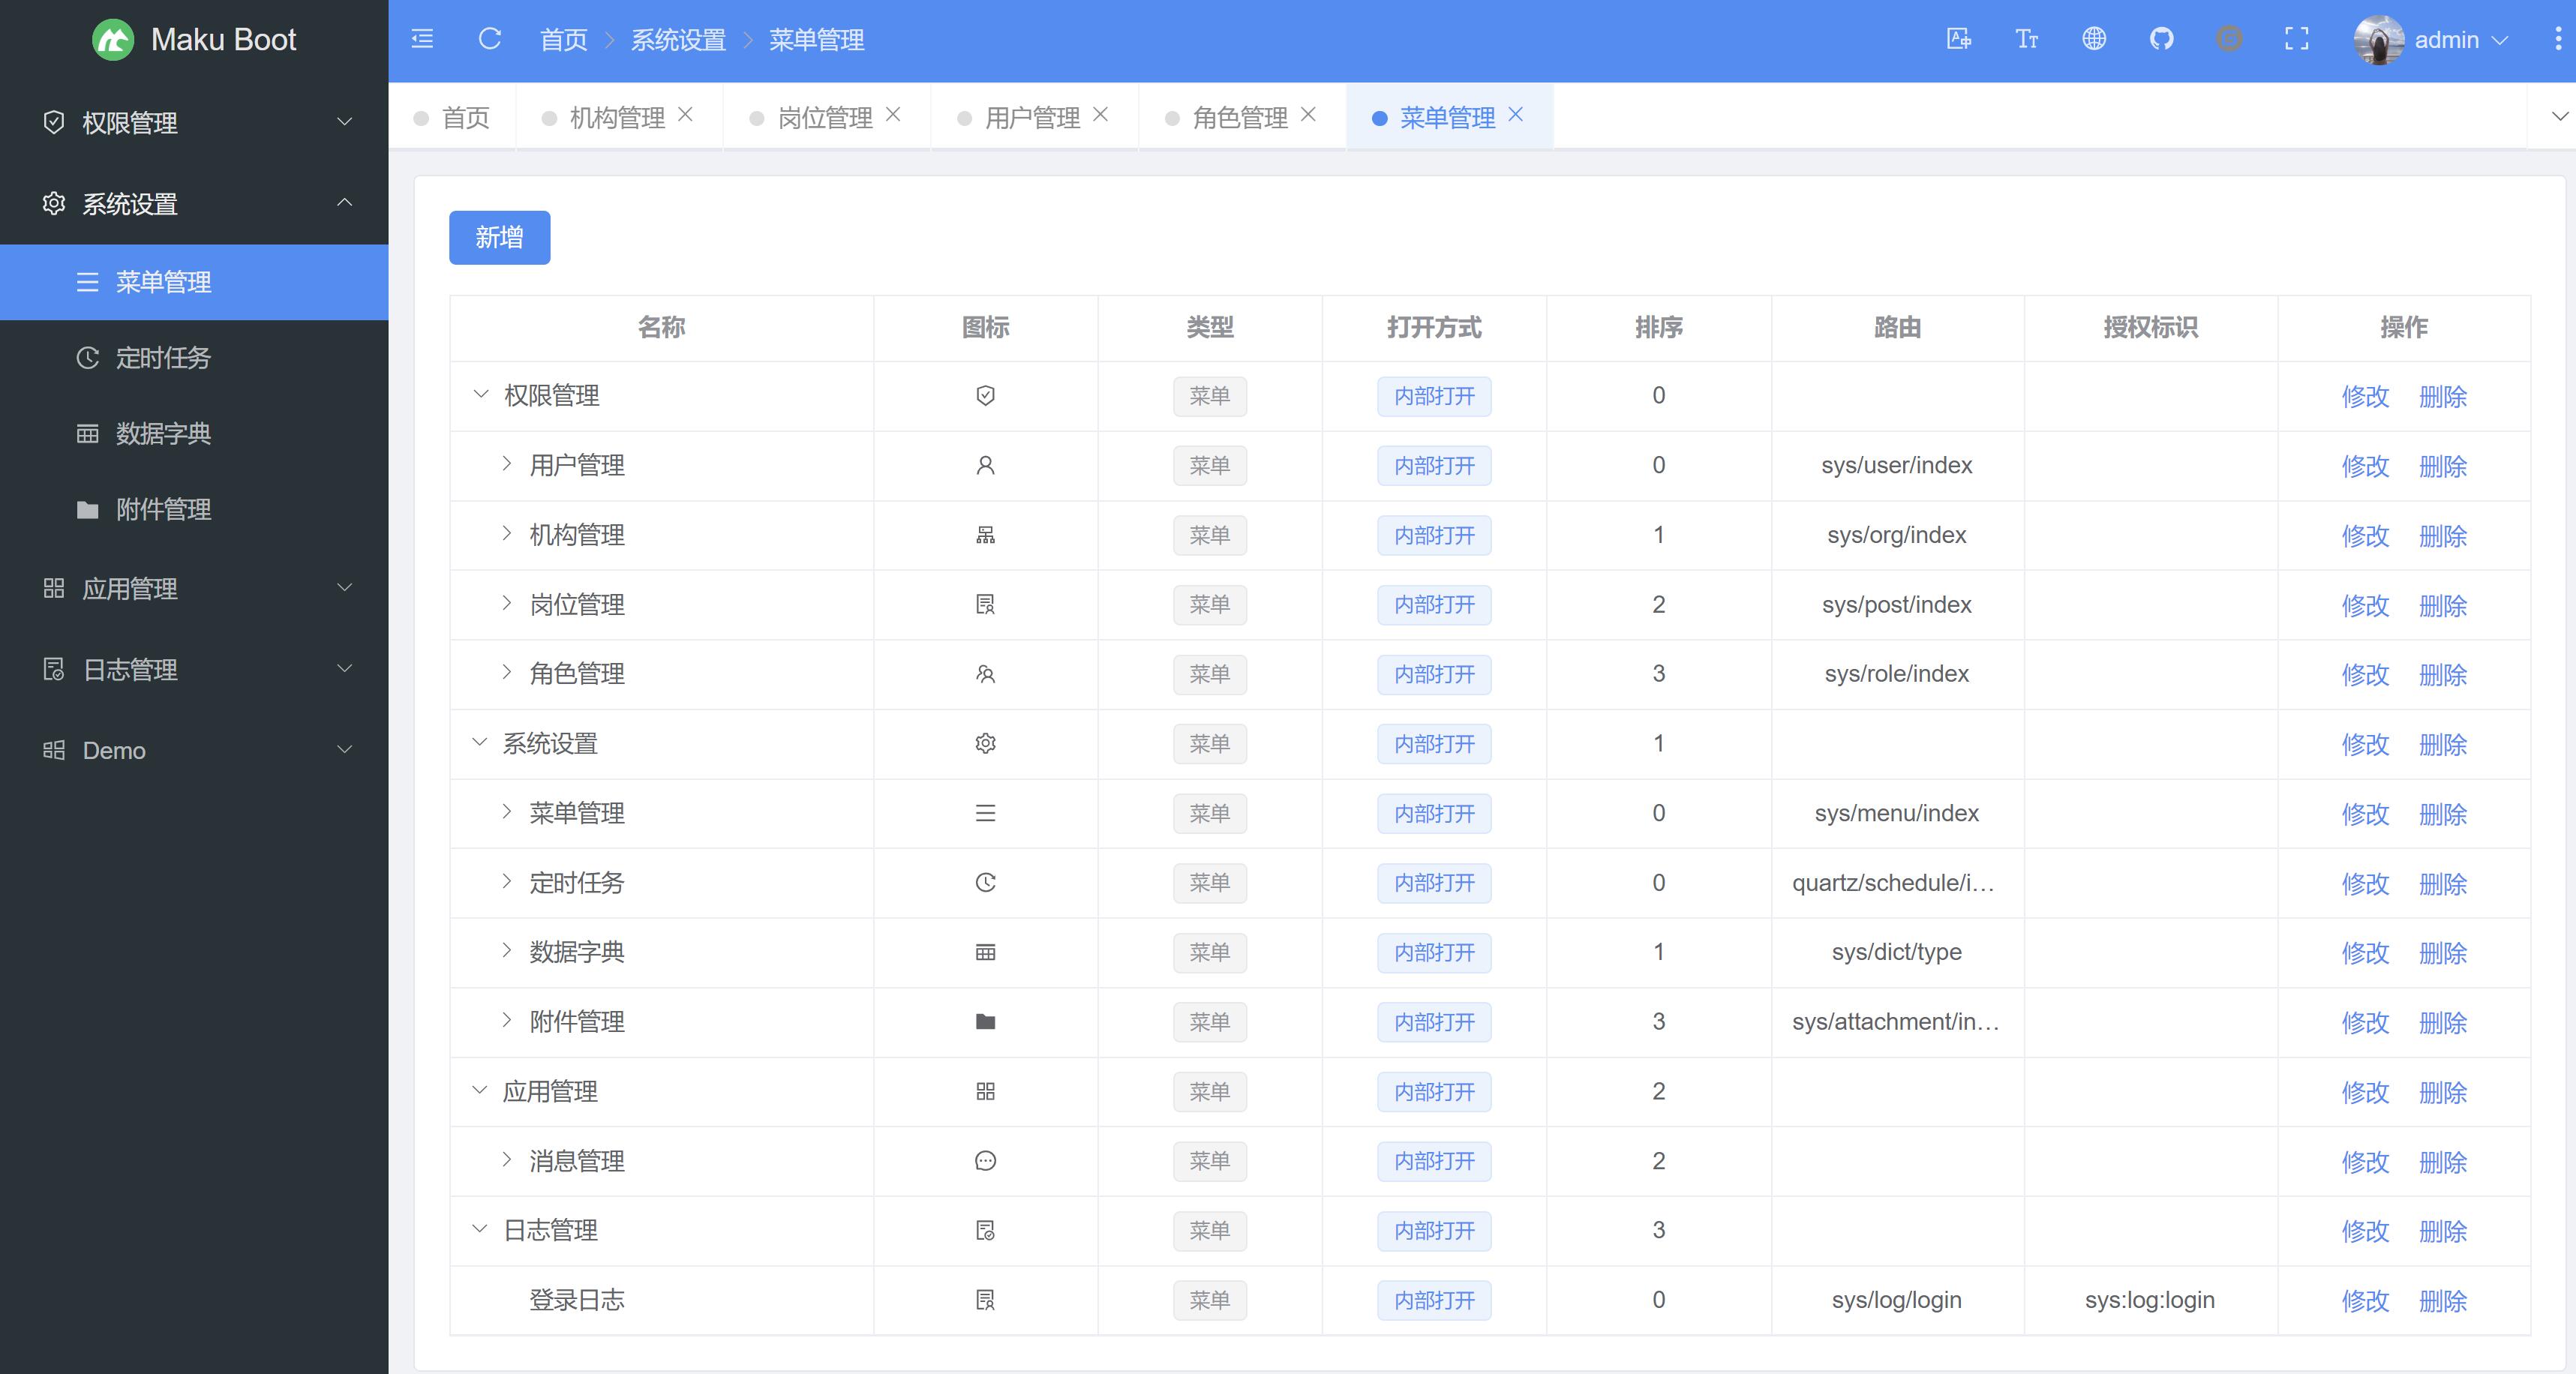 Maku Boot
首页 系统设置 菜单管理
admin
权限管理
系统设置
菜单管理
定时任务
数据字典
附件管理
应用管理
日志管理
Demo
首页 机构管理 岗位管理 用户管理 角色管理 菜单管理
新增
名称 图标 类型 打开方式 排序 路由 授权标识 操作
权限管理 菜单 内部打开 0 修改 删除
用户管理 菜单 内部打开 0 sys/user/index 修改 删除
机构管理 菜单 内部打开 1 sys/org/index 修改 删除
岗位管理 菜单 内部打开 2 sys/post/index 修改 删除
角色管理 菜单 内部打开 3 sys/role/index 修改 删除
系统设置 菜单 内部打开 1 修改 删除
菜单管理 菜单 内部打开 0 sys/menu/index 修改 删除
定时任务 菜单 内部打开 0 quartz/schedule/i... 修改 删除
数据字典 菜单 内部打开 1 sys/dict/type 修改 删除
附件管理 菜单 内部打开 3 sys/attachment/in... 修改 删除
应用管理 菜单 内部打开 2 修改 删除
消息管理 菜单 内部打开 2 修改 删除
日志管理 菜单 内部打开 3 修改 删除
登录日志 菜单 内部打开 0 sys/log/login sys:log:login 修改 删除